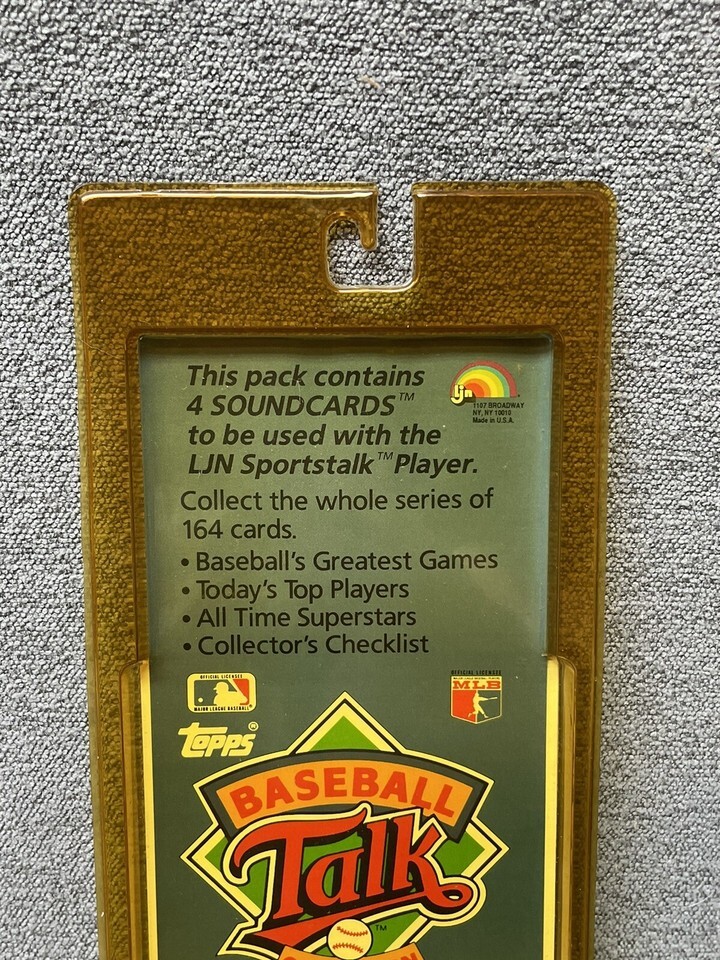 This pack contains
4 SOUNDCARDS™
to be used with the
LJN Sportstalk™ Player.
ljn
1107 BROADWAY
NY, NY 10010
Made in U.S.A.
Collect the whole series of
164 cards.
• Baseball's Greatest Games
• Today's Top Players
• All Time Superstars
• Collector's Checklist
OFFICIAL LICENSEE
MAJOR LEAGUE BASEBALL
OFFICIAL LICENSEE
MLB
Topps®
BASEBALL
Talk
™